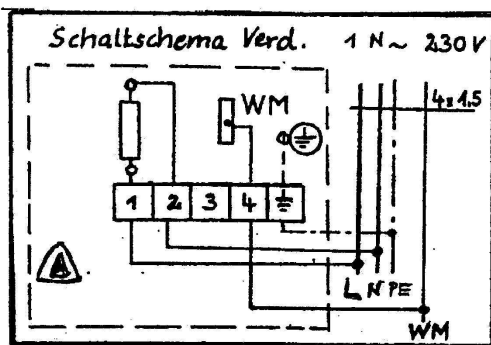 Schaltschema Verd. 1 N ~ 230V
4x1.5
WM
1 2 3 4
A
L N PE
WM